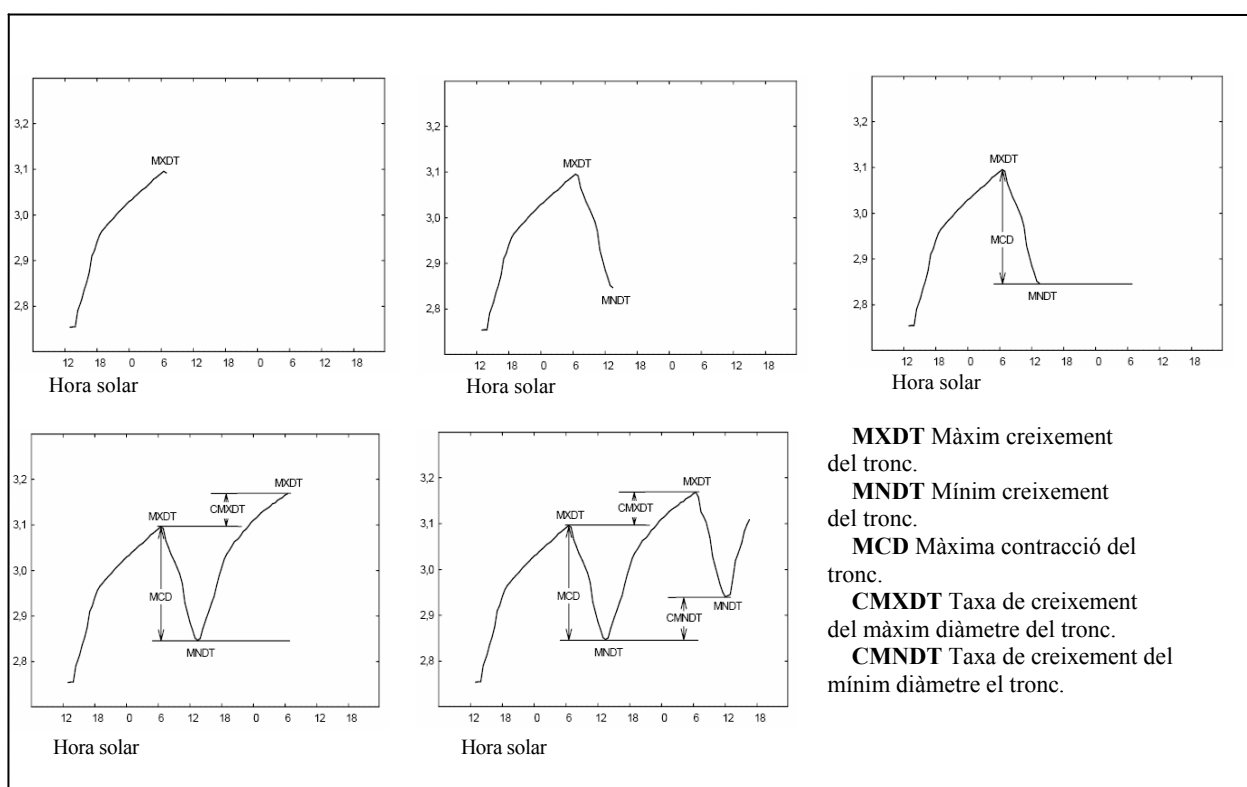 3,2
3,1
3,0
2,9
2,8
MXDT
12 18 0 6 12 18 0 6 12 18
Hora solar
3,2
3,1
3,0
2,9
2,8
MXDT
MNDT
12 18 0 6 12 18 0 6 12 18
Hora solar
3,2
3,1
3,0
2,9
2,8
MXDT
MCD
MNDT
12 18 0 6 12 18 0 6 12 18
Hora solar
3,2
3,1
3,0
2,9
2,8
MXDT
CMXDT
MXDT
MCD
MNDT
12 18 0 6 12 18 0 6 12 18
Hora solar
3,2
3,1
3,0
2,9
2,8
MXDT
CMXDT
MXDT
MCD
MNDT
CMNDT
MNDT
12 18 0 6 12 18 0 6 12 18
Hora solar
MXDT Màxim creixement
del tronc.
MNDT Mínim creixement
del tronc.
MCD Màxima contracció del
tronc.
CMXDT Taxa de creixement
del màxim diàmetre del tronc.
CMNDT Taxa de creixement del
mínim diàmetre el tronc.